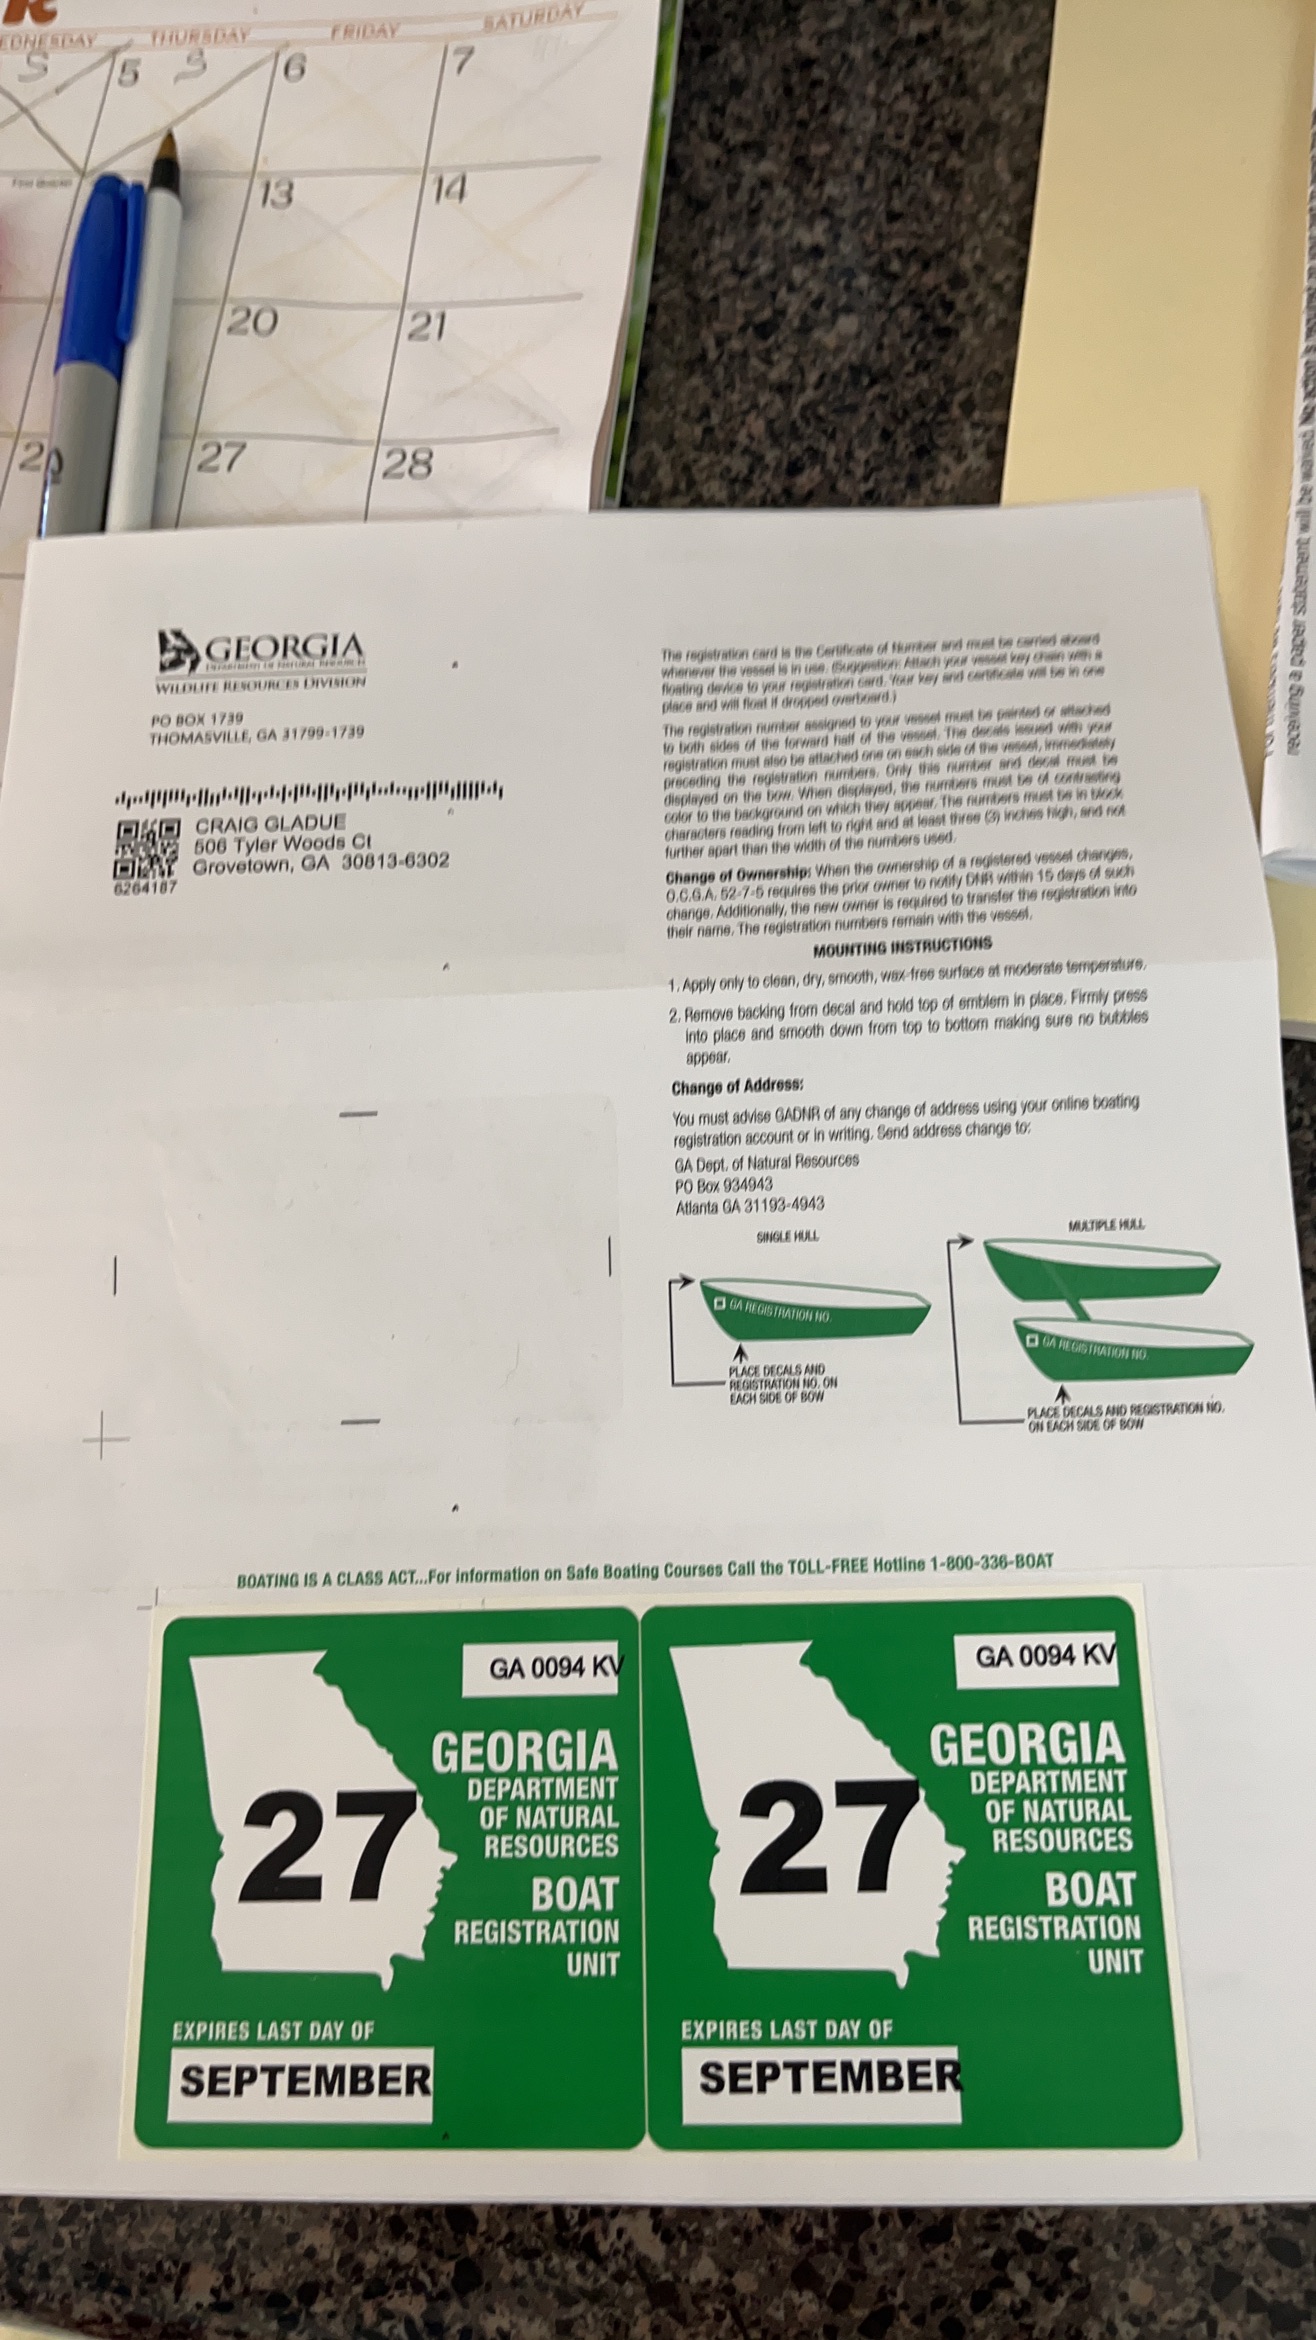 THURSDAY
FRIDAY
SATURDAY
S
5
S
6
7
13
14
20
21
27
28
GEORGIA
DEPARTMENT OF NATURAL RESOURCES
WILDLIFE RESOURCES DIVISION
PO BOX 1739
THOMASVILLE, GA 31799-1739
CRAIG GLADUE
506 Tyler Woods Ct
Grovetown, GA 30813-6302
6264187
The registration card is the Certificate of Number and must be carried aboard
whenever the vessel is in use. (Suggestion: Attach your vessel key chain with a
floating device to your registration card. Your key and certificate will be in one
place and will float if dropped overboard.)
The registration number assigned to your vessel must be painted or attached
to both sides of the forward half of the vessel. The decals issued with your
registration must also be attached one on each side of the vessel, immediately
preceding the registration numbers. Only this number and decal must be
displayed on the bow. When displayed, the numbers must be of contrasting
color to the background on which they appear. The numbers must be in block
characters reading from left to right and at least three (3) inches high, and not
further apart than the width of the numbers used.
Change of Ownership: When the ownership of a registered vessel changes,
O.C.G.A. 52-7-5 requires the prior owner to notify DNR within 15 days of such
change. Additionally, the new owner is required to transfer the registration into
their name. The registration numbers remain with the vessel.
MOUNTING INSTRUCTIONS
1. Apply only to clean, dry, smooth, wax-free surface at moderate temperature.
2. Remove backing from decal and hold top of emblem in place. Firmly press
into place and smooth down from top to bottom making sure no bubbles
appear.
Change of Address:
You must advise GADNR of any change of address using your online boating
registration account or in writing. Send address change to:
GA Dept. of Natural Resources
PO Box 934943
Atlanta GA 31193-4943
SINGLE HULL
GA REGISTRATION NO.
PLACE DECALS AND
REGISTRATION NO. ON
EACH SIDE OF BOW
MULTIPLE HULL
GA REGISTRATION NO.
PLACE DECALS AND REGISTRATION NO.
ON EACH SIDE OF BOW
BOATING IS A CLASS ACT...For information on Safe Boating Courses Call the TOLL-FREE Hotline 1-800-336-BOAT
GA 0094 KV
GEORGIA
DEPARTMENT
OF NATURAL
RESOURCES
27
BOAT
REGISTRATION
UNIT
EXPIRES LAST DAY OF
SEPTEMBER
GA 0094 KV
GEORGIA
DEPARTMENT
OF NATURAL
RESOURCES
27
BOAT
REGISTRATION
UNIT
EXPIRES LAST DAY OF
SEPTEMBER